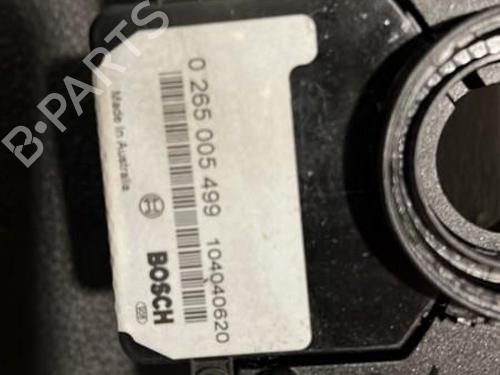 0 265 005 499
104040620
Made in Australia
BOSCH
B-PARTS